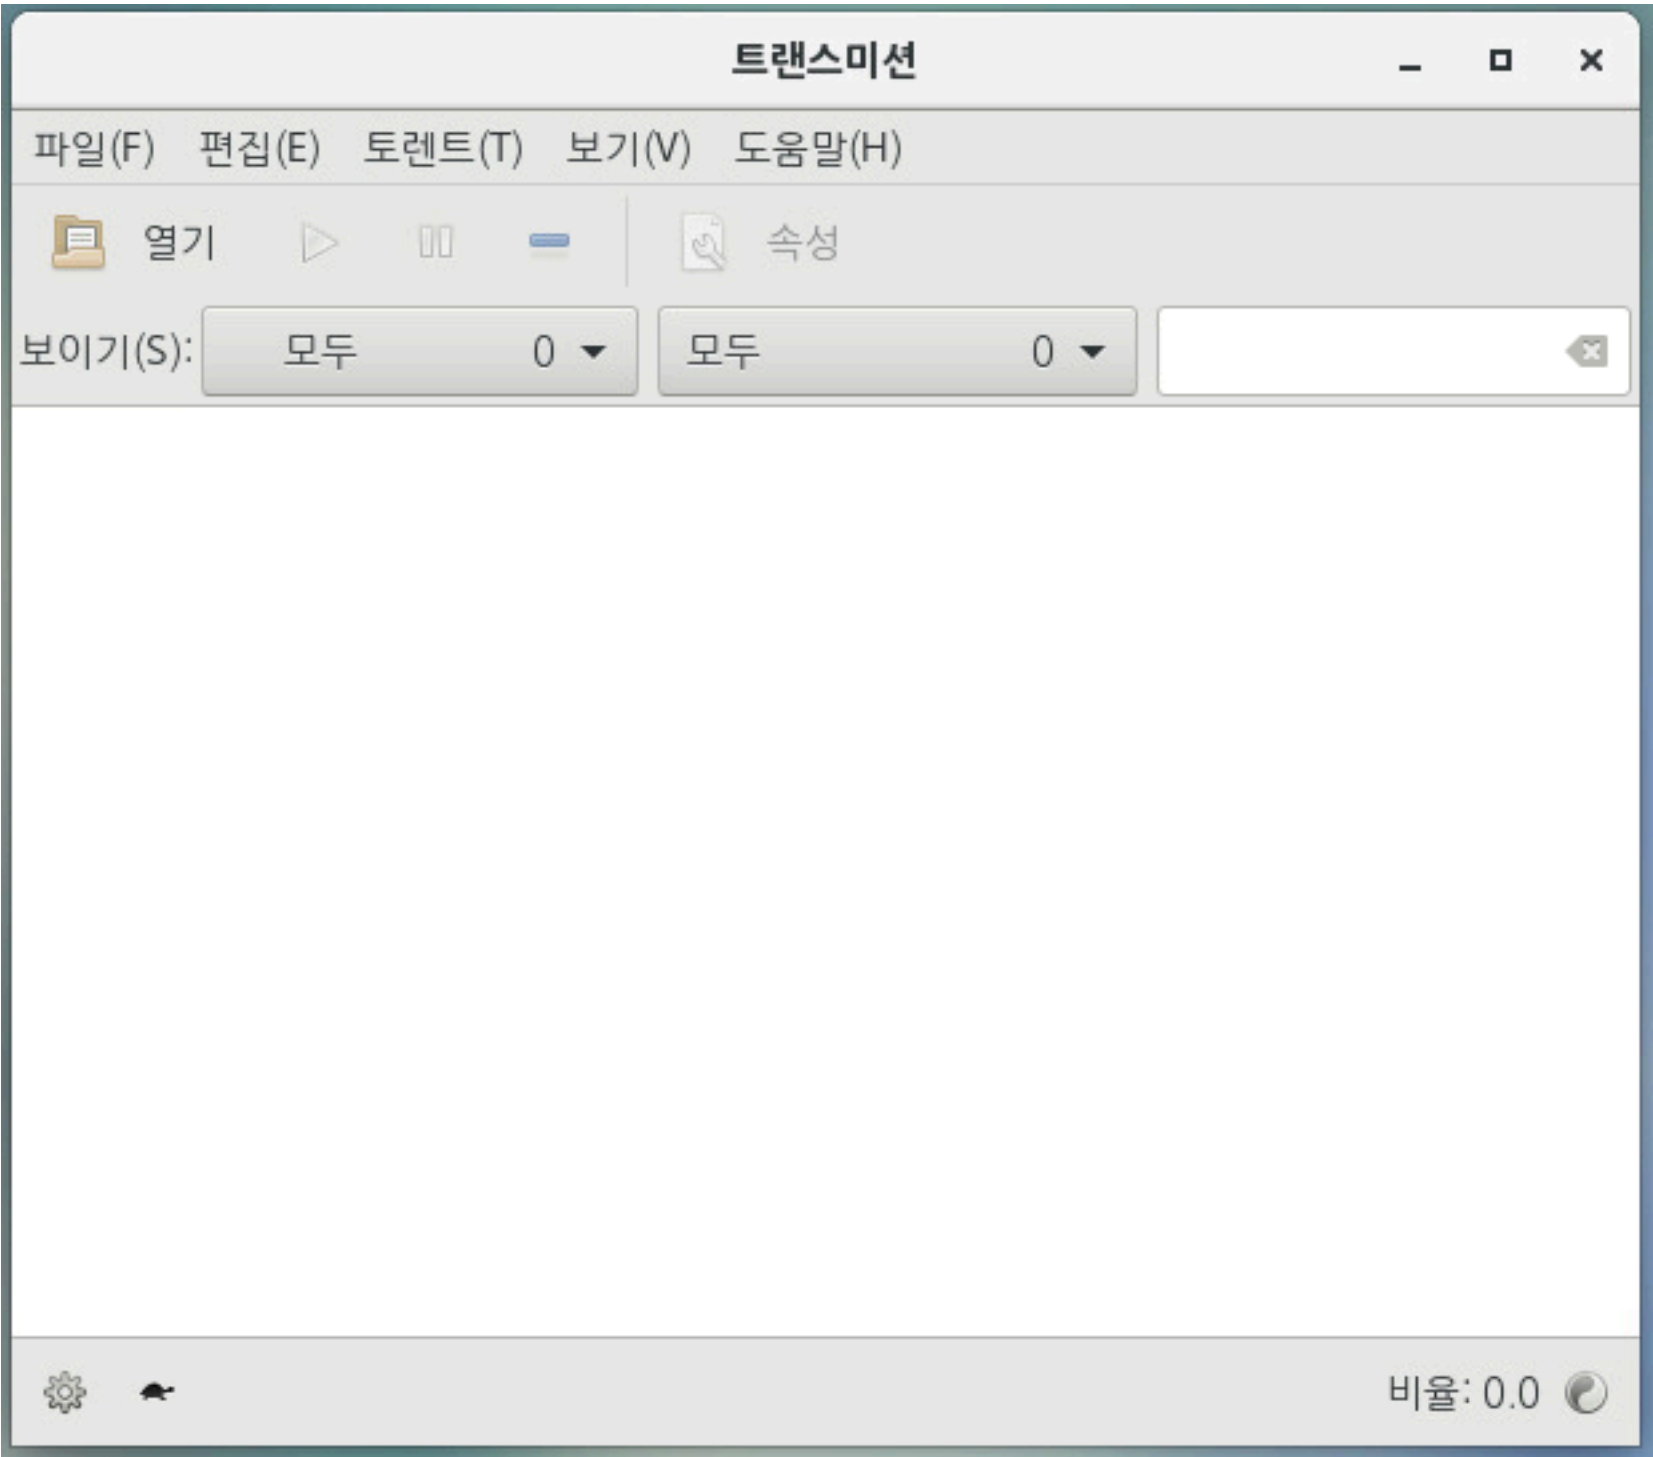 트랜스미션
파일(F) 편집(E) 토렌트(T) 보기(V) 도움말(H)
열기 속성
보이기(S): 모두 0 모두 0
비율: 0.0